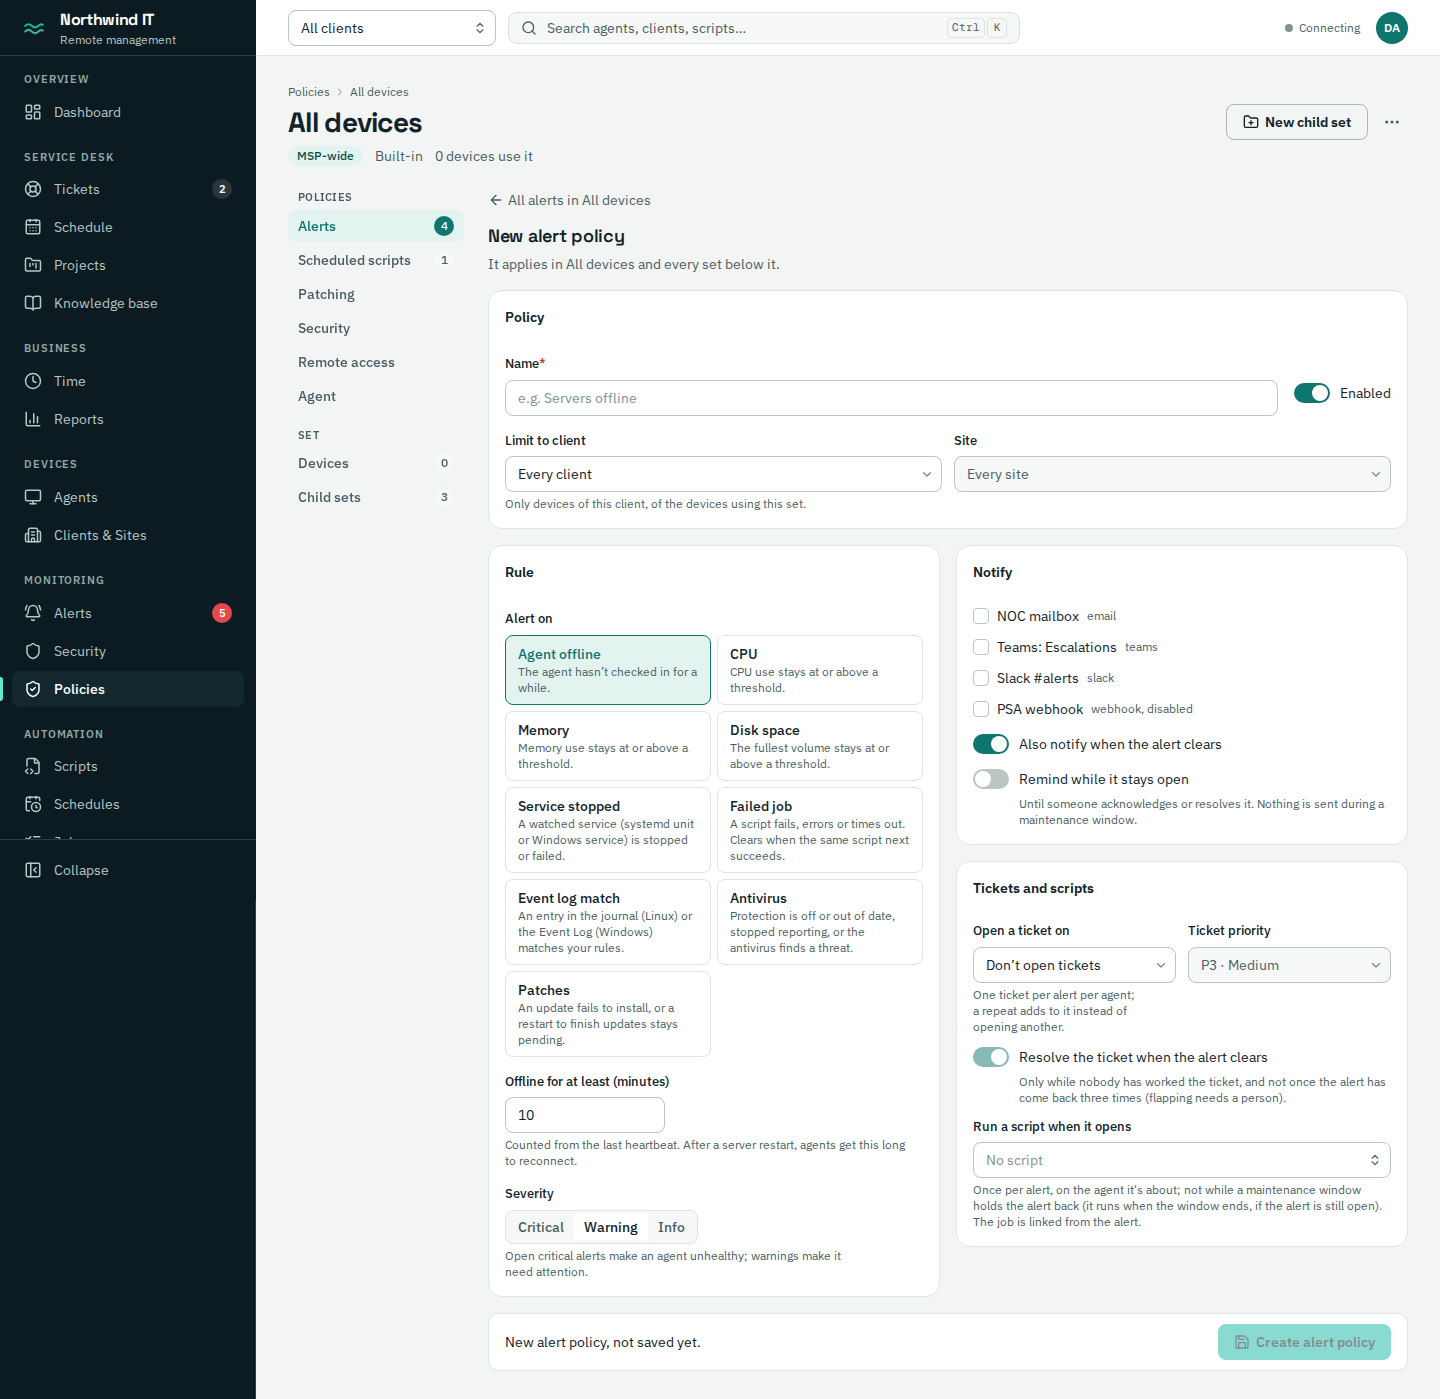 Northwind IT
Remote management
OVERVIEW
Dashboard
SERVICE DESK
Tickets 2
Schedule
Projects
Knowledge base
BUSINESS
Time
Reports
DEVICES
Agents
Clients & Sites
MONITORING
Alerts 5
Security
Policies
AUTOMATION
Scripts
Schedules
Collapse
All clients
Search agents, clients, scripts...
Ctrl K
Connecting
DA
Policies > All devices
All devices
MSP-wide Built-in 0 devices use it
New child set
POLICIES
Alerts 4
Scheduled scripts 1
Patching
Security
Remote access
Agent
SET
Devices 0
Child sets 3
All alerts in All devices
New alert policy
It applies in All devices and every set below it.
Policy
Name*
e.g. Servers offline
Enabled
Limit to client
Every client
Only devices of this client, of the devices using this set.
Site
Every site
Rule
Alert on
Agent offline
The agent hasn't checked in for a
while.
CPU
CPU use stays at or above a
threshold.
Memory
Memory use stays at or above a
threshold.
Disk space
The fullest volume stays at or
above a threshold.
Service stopped
A watched service (systemd unit
or Windows service) is stopped
or failed.
Failed job
A script fails, errors or times out.
Clears when the same script next
succeeds.
Event log match
An entry in the journal (Linux) or
the Event Log (Windows)
matches your rules.
Antivirus
Protection is off or out of date,
stopped reporting, or the
antivirus finds a threat.
Patches
An update fails to install, or a
restart to finish updates stays
pending.
Offline for at least (minutes)
10
Counted from the last heartbeat. After a server restart, agents get this long
to reconnect.
Severity
Critical Warning Info
Open critical alerts make an agent unhealthy; warnings make it
need attention.
Notify
NOC mailbox email
Teams: Escalations teams
Slack #alerts slack
PSA webhook webhook, disabled
Also notify when the alert clears
Remind while it stays open
Until someone acknowledges or resolves it. Nothing is sent during a
maintenance window.
Tickets and scripts
Open a ticket on
Don't open tickets
One ticket per alert per agent;
a repeat adds to it instead of
opening another.
Ticket priority
P3 · Medium
Resolve the ticket when the alert clears
Only while nobody has worked the ticket, and not once the alert has
come back three times (flapping needs a person).
Run a script when it opens
No script
Once per alert, on the agent it's about; not while a maintenance window
holds the alert back (it runs when the window ends, if the alert is still open).
The job is linked from the alert.
New alert policy, not saved yet.
Create alert policy